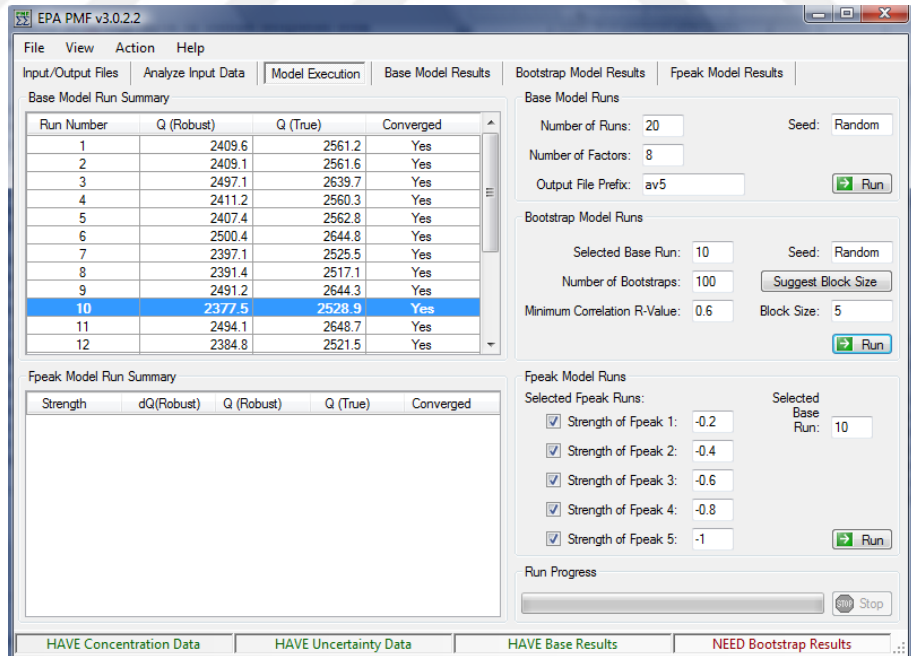 EPA PMF v3.0.2.2
File View Action Help
Input/Output Files Analyze Input Data Model Execution Base Model Results Bootstrap Model Results Fpeak Model Results
Base Model Run Summary
Run Number Q (Robust) Q (True) Converged
1 2409.6 2561.2 Yes
2 2409.1 2561.6 Yes
3 2497.1 2639.7 Yes
4 2411.2 2560.3 Yes
5 2407.4 2562.8 Yes
6 2500.4 2644.8 Yes
7 2397.1 2525.5 Yes
8 2391.4 2517.1 Yes
9 2491.2 2644.3 Yes
10 2377.5 2528.9 Yes
11 2494.1 2648.7 Yes
12 2384.8 2521.5 Yes
Base Model Runs
Number of Runs: 20 Seed: Random
Number of Factors: 8
Output File Prefix: av5 Run
Bootstrap Model Runs
Selected Base Run: 10 Seed: Random
Number of Bootstraps: 100 Suggest Block Size
Minimum Correlation R-Value: 0.6 Block Size: 5
Run
Fpeak Model Run Summary
Strength dQ(Robust) Q (Robust) Q (True) Converged
Fpeak Model Runs
Selected Fpeak Runs:
Selected
Base
Run: 10
Strength of Fpeak 1: -0.2
Strength of Fpeak 2: -0.4
Strength of Fpeak 3: -0.6
Strength of Fpeak 4: -0.8
Strength of Fpeak 5: -1 Run
Run Progress
STOP Stop
HAVE Concentration Data HAVE Uncertainty Data HAVE Base Results NEED Bootstrap Results